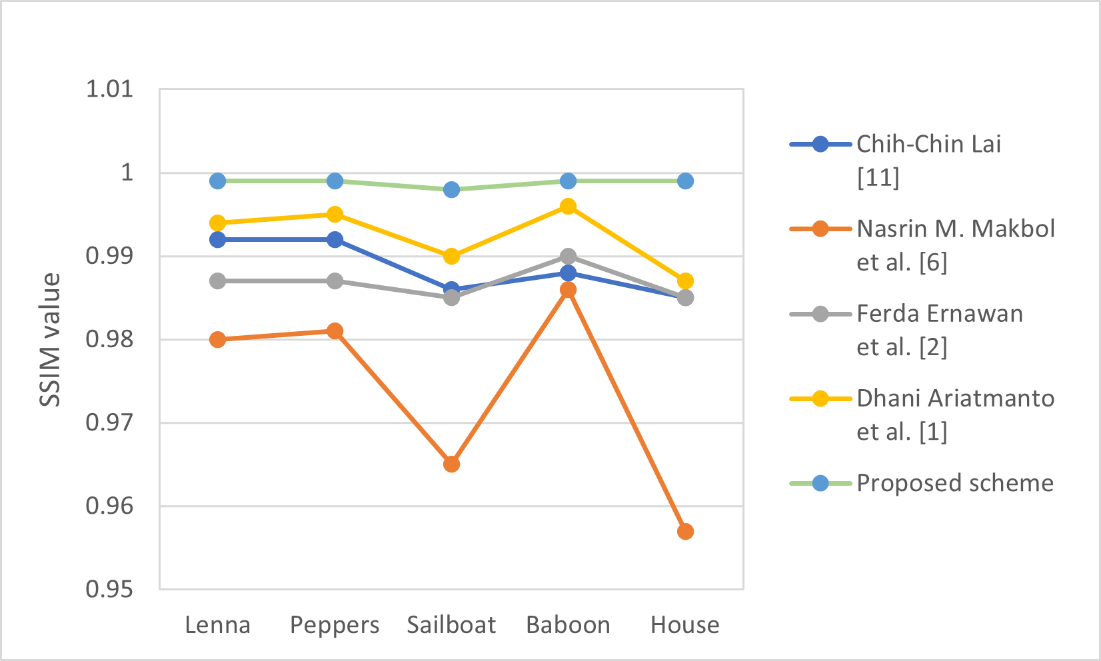 1.01
1
0.99
0.98
0.97
0.96
0.95
SSIM value
Lenna Peppers Sailboat Baboon House
Chih-Chin Lai
[11]
Nasrin M. Makbol
et al. [6]
Ferda Ernawan
et al. [2]
Dhani Ariatmanto
et al. [1]
Proposed scheme